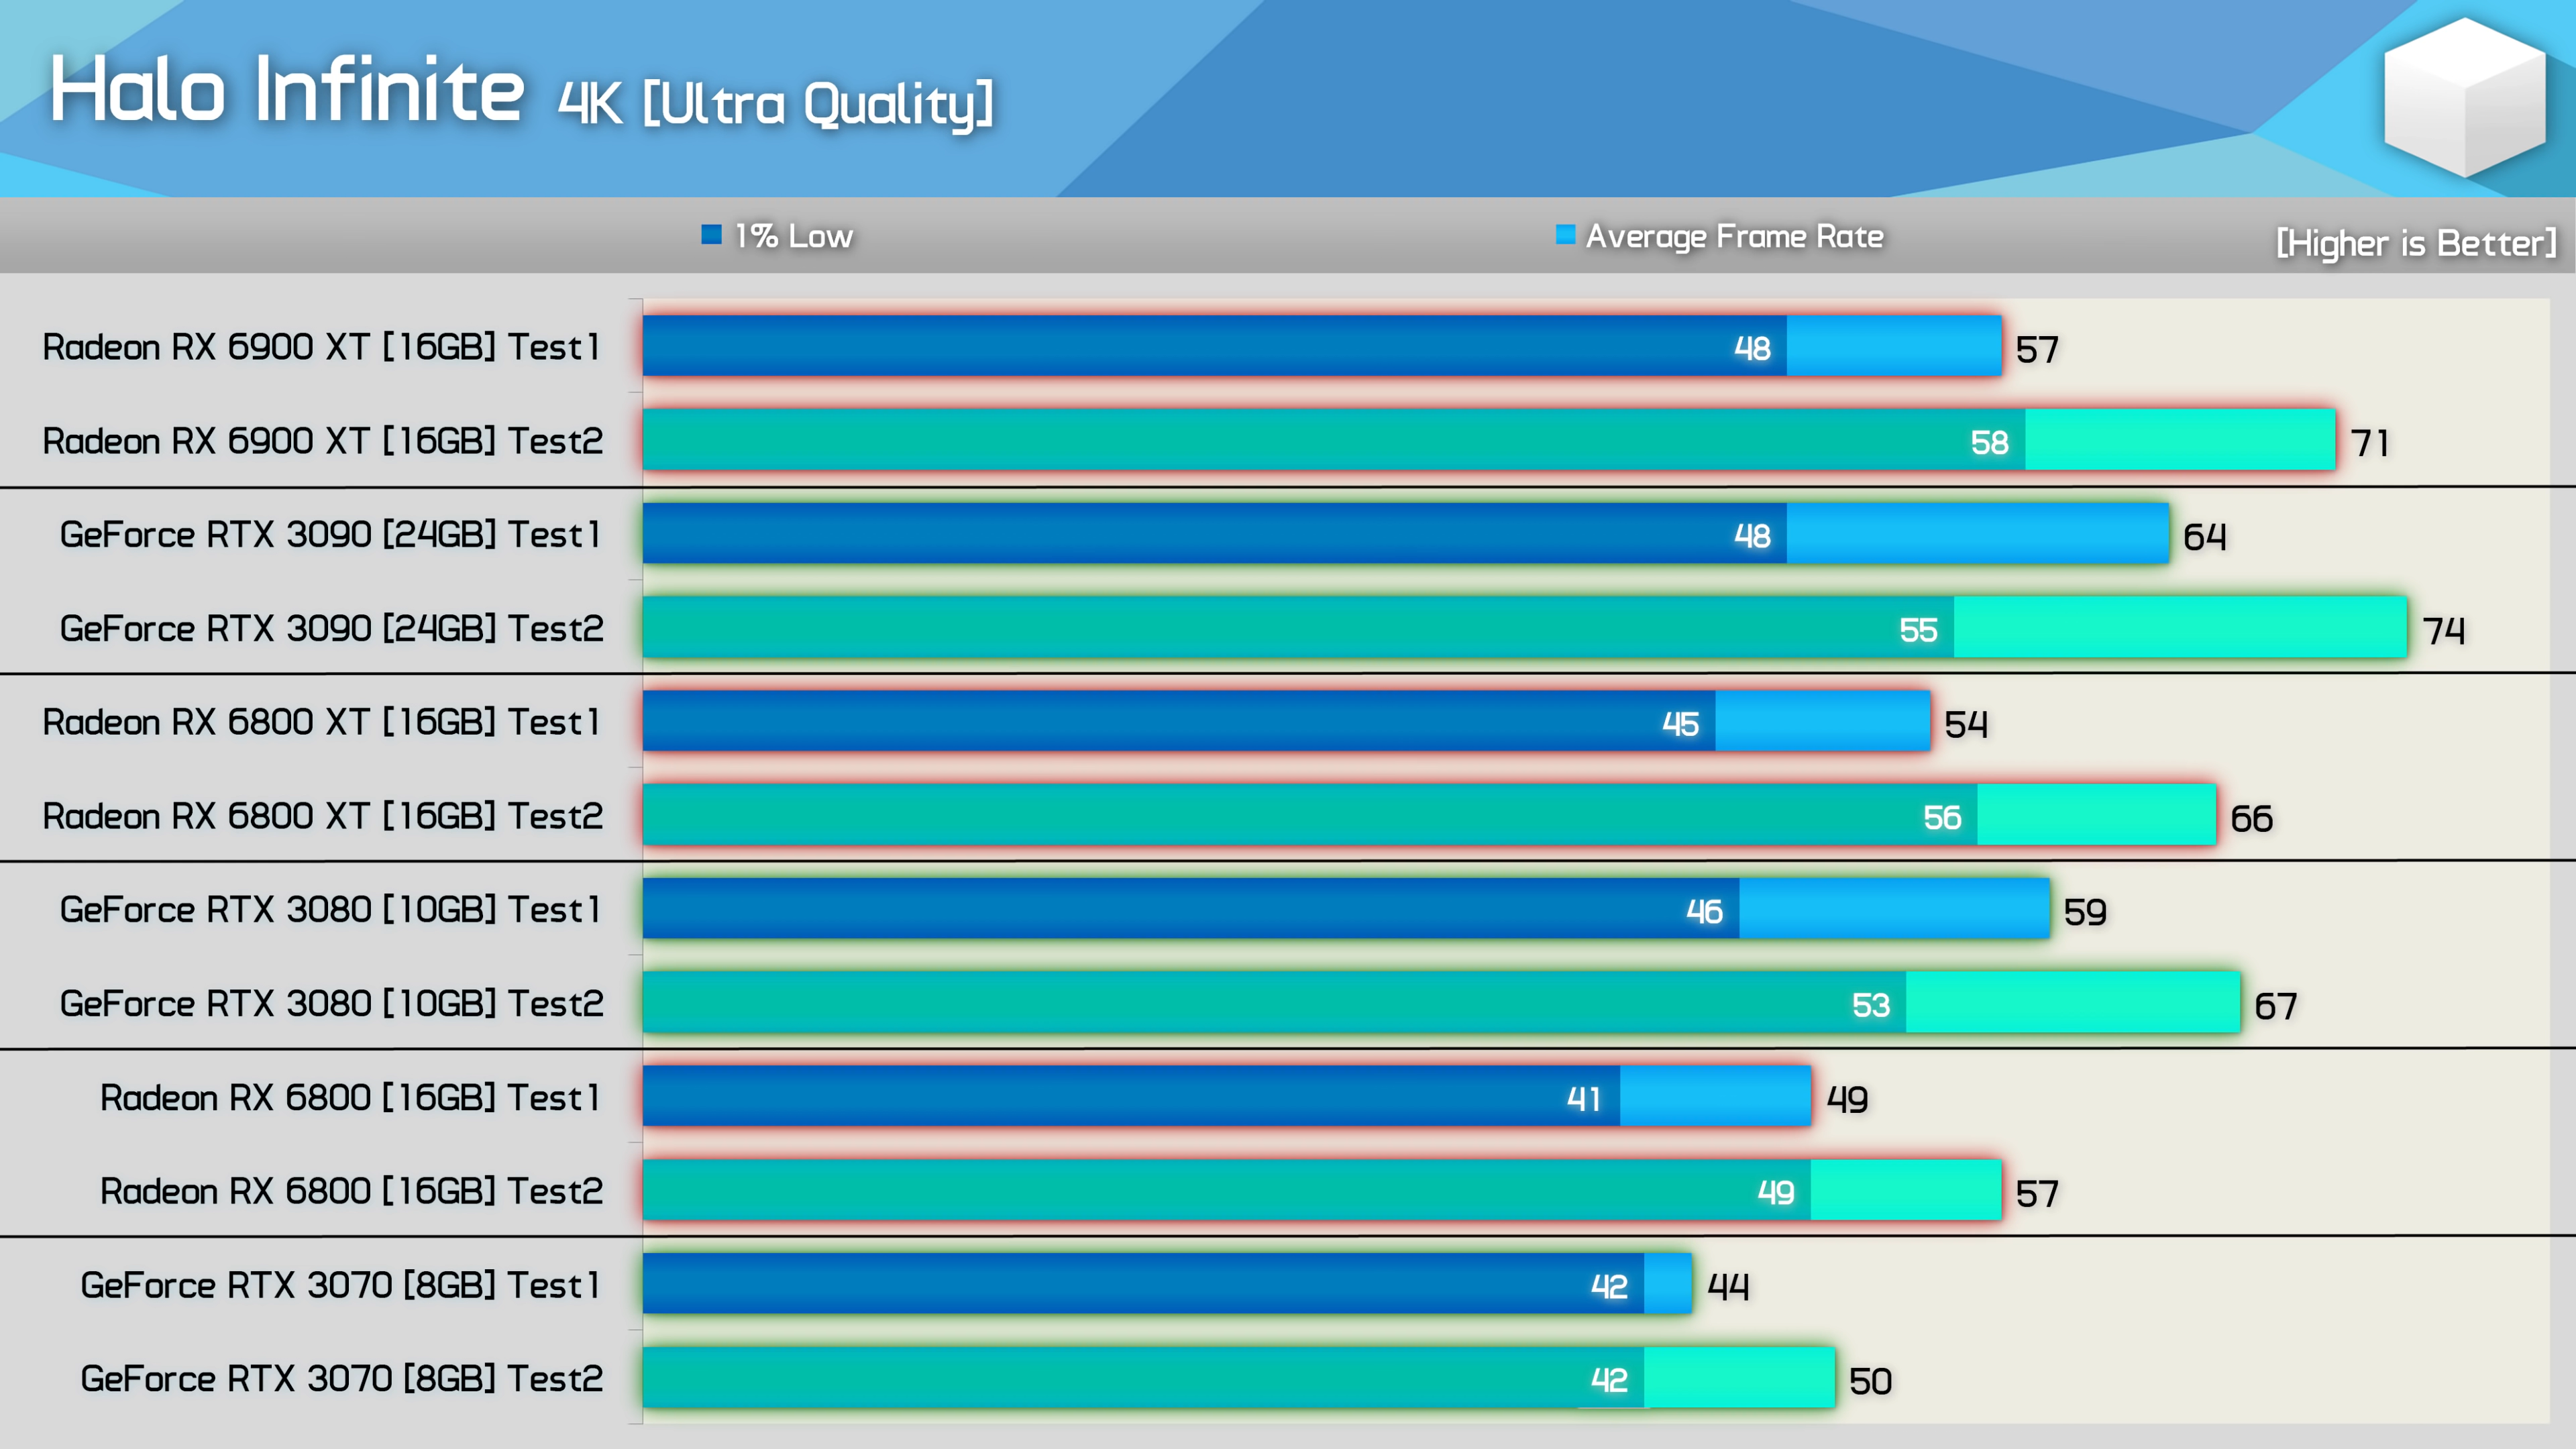 Halo Infinite 4K [Ultra Quality]
1% Low
Average Frame Rate
[Higher is Better]
Radeon RX 6900 XT [16GB] Test1 48 57
Radeon RX 6900 XT [16GB] Test2 58 71
GeForce RTX 3090 [24GB] Test1 48 64
GeForce RTX 3090 [24GB] Test2 55 74
Radeon RX 6800 XT [16GB] Test1 45 54
Radeon RX 6800 XT [16GB] Test2 56 66
GeForce RTX 3080 [10GB] Test1 46 59
GeForce RTX 3080 [10GB] Test2 53 67
Radeon RX 6800 [16GB] Test1 41 49
Radeon RX 6800 [16GB] Test2 49 57
GeForce RTX 3070 [8GB] Test1 42 44
GeForce RTX 3070 [8GB] Test2 42 50